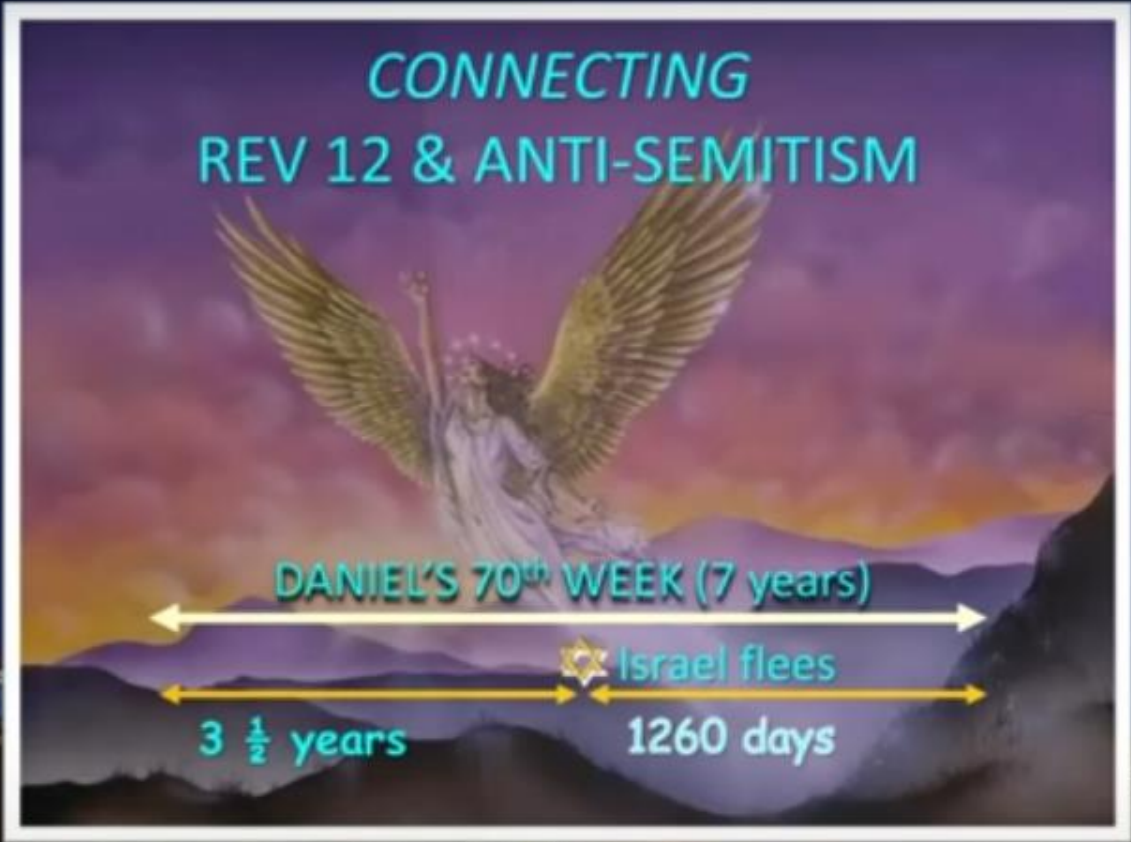 CONNECTING
REV 12 & ANTI-SEMITISM
DANIEL'S 70th WEEK (7 years)
Israel flees
3 ½ years
1260 days